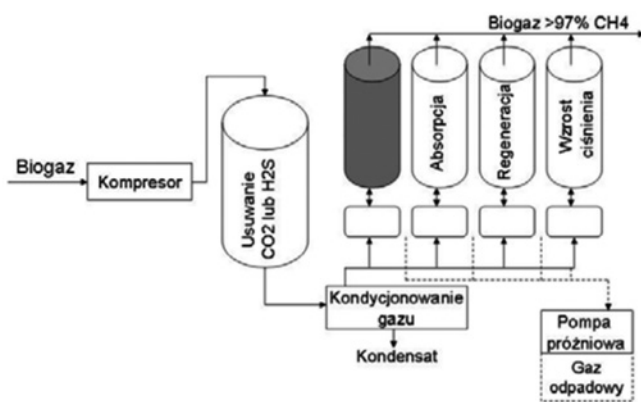 Biogaz >97% CH4
Biogaz
Kompresor
Usuwanie
CO2 lub H2S
Absorpcja
Regeneracja
Wzrost
ciśnienia
Kondycjonowanie
gazu
Kondensat
Pompa
próżniowa
Gaz
odpadowy